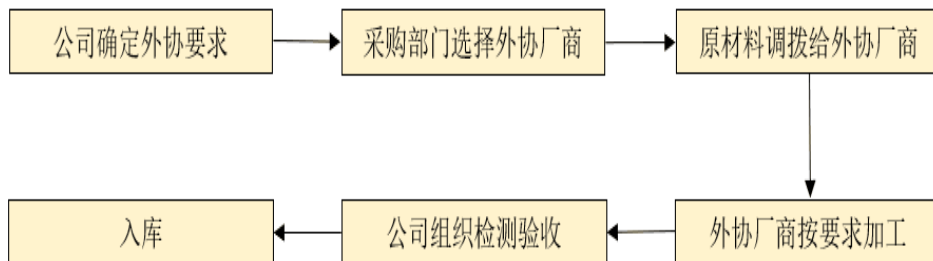 公司确定外协要求
采购部门选择外协厂商
原材料调拨给外协厂商
外协厂商按要求加工
公司组织检测验收
入库